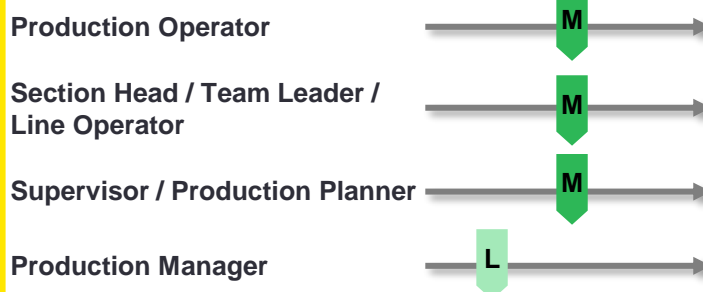 Production Operator M
Section Head / Team Leader /
Line Operator M
Supervisor / Production Planner M
Production Manager L